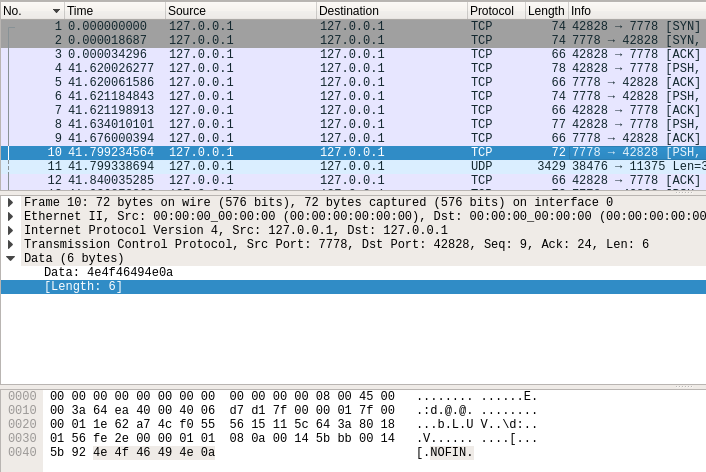 No. Time Source Destination Protocol Length Info
1 0.000000000 127.0.0.1 127.0.0.1 TCP 74 42828 → 7778 [SYN]
2 0.000018687 127.0.0.1 127.0.0.1 TCP 74 7778 → 42828 [SYN,
3 0.000034296 127.0.0.1 127.0.0.1 TCP 66 42828 → 7778 [ACK]
4 41.620026277 127.0.0.1 127.0.0.1 TCP 78 42828 → 7778 [PSH,
5 41.620061586 127.0.0.1 127.0.0.1 TCP 66 7778 → 42828 [ACK]
6 41.621184843 127.0.0.1 127.0.0.1 TCP 74 7778 → 42828 [PSH,
7 41.621198913 127.0.0.1 127.0.0.1 TCP 66 42828 → 7778 [ACK]
8 41.634010101 127.0.0.1 127.0.0.1 TCP 77 42828 → 7778 [PSH,
9 41.676000394 127.0.0.1 127.0.0.1 TCP 66 7778 → 42828 [ACK]
10 41.799234564 127.0.0.1 127.0.0.1 TCP 72 7778 → 42828 [PSH,
11 41.799338694 127.0.0.1 127.0.0.1 UDP 3429 38476 → 11375 Len=3
12 41.840035285 127.0.0.1 127.0.0.1 TCP 66 42828 → 7778 [ACK]
Frame 10: 72 bytes on wire (576 bits), 72 bytes captured (576 bits) on interface 0
Ethernet II, Src: 00:00:00_00:00:00 (00:00:00:00:00:00), Dst: 00:00:00_00:00:00 (00:00:00:00:00
Internet Protocol Version 4, Src: 127.0.0.1, Dst: 127.0.0.1
Transmission Control Protocol, Src Port: 7778, Dst Port: 42828, Seq: 9, Ack: 24, Len: 6
Data (6 bytes)
Data: 4e4f46494e0a
[Length: 6]
0000 00 00 00 00 00 00 00 00 00 00 00 00 08 00 45 00 ........ ......E.
0010 00 3a 64 ea 40 00 40 06 d7 d1 7f 00 00 01 7f 00 .:d.@.@. ........
0020 00 01 1e 62 a7 4c f0 55 56 15 11 5c 64 3a 80 18 ...b.L.U V..\d:..
0030 01 56 fe 2e 00 00 01 01 08 0a 00 14 5b bb 00 14 .V...... ....[...
0040 5b 92 4e 4f 46 49 4e 0a [.NOFIN.